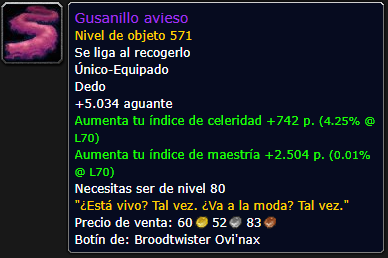 Gusanillo avieso
Nivel de objeto 571
Se liga al recogerlo
Único-Equipado
Dedo
+5.034 aguante
Aumenta tu índice de celeridad +742 p. (4.25% @
L70)
Aumenta tu índice de maestría +2.504 p. (0.01%
@ L70)
Necesitas ser de nivel 80
"¿Está vivo? Tal vez. ¿Va a la moda? Tal vez."
Precio de venta: 60 52 83
Botín de: Broodtwister Ovi'nax